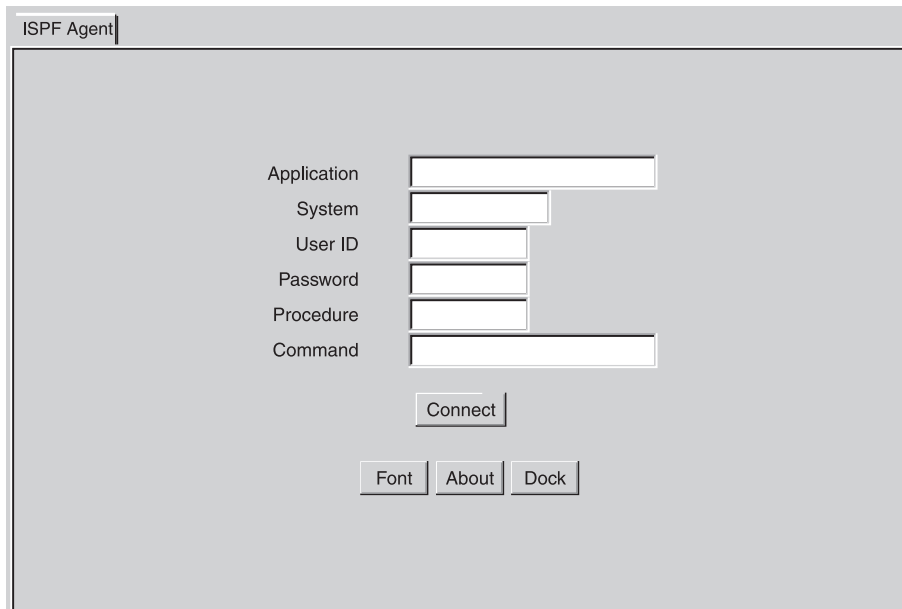 ISPF Agent
Application
System
User ID
Password
Procedure
Command
Connect
Font About Dock